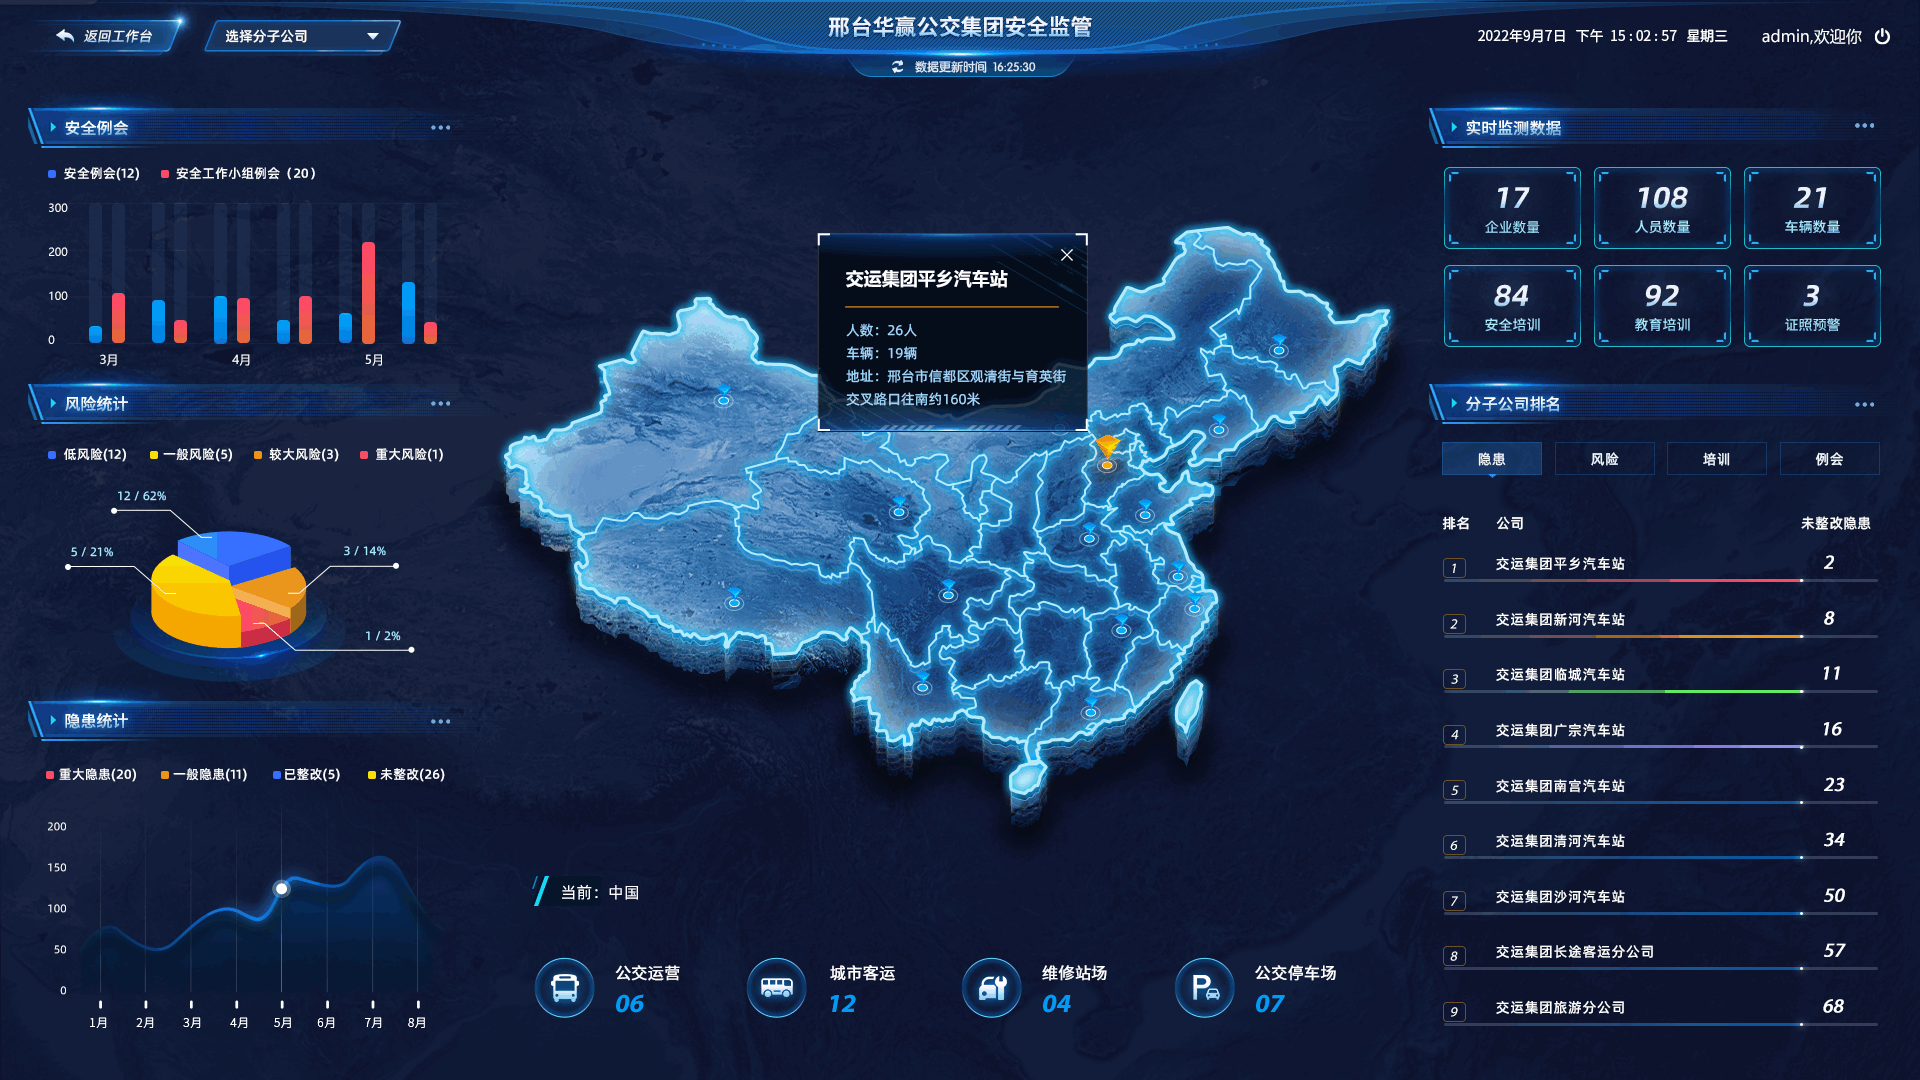 返回工作台
选择分子公司
邢台华赢公交集团安全监管
数据更新时间 16:25:30
2022年9月7日 下午 15:02:57 星期三
admin,欢迎你
安全例会
安全例会(12)
安全工作小组例会（20）
300
200
100
0
3月
4月
5月
风险统计
低风险(12)
一般风险(5)
较大风险(3)
重大风险(1)
12 / 62%
5 / 21%
3 / 14%
1 / 2%
隐患统计
重大隐患(20)
一般隐患(11)
已整改(5)
未整改(26)
200
150
100
50
0
1月
2月
3月
4月
5月
6月
7月
8月
交运集团平乡汽车站
人数：26人
车辆：19辆
地址：邢台市信都区观清街与育英街
交叉路口往南约160米
当前：中国
公交运营
06
城市客运
12
维修站场
04
公交停车场
07
实时监测数据
17
企业数量
108
人员数量
21
车辆数量
84
安全培训
92
教育培训
3
证照预警
分子公司排名
隐患
风险
培训
例会
排名
公司
未整改隐患
1 交运集团平乡汽车站 2
2 交运集团新河汽车站 8
3 交运集团临城汽车站 11
4 交运集团广宗汽车站 16
5 交运集团南宫汽车站 23
6 交运集团清河汽车站 34
7 交运集团沙河汽车站 50
8 交运集团长途客运分公司 57
9 交运集团旅游分公司 68